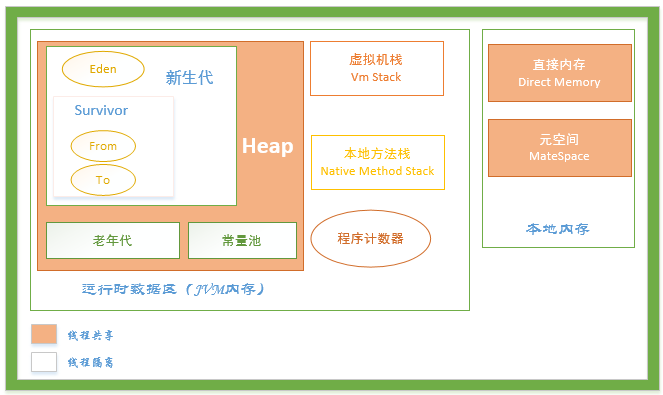 Eden
新生代
Survivor
From
To
Heap
老年代
常量池
虚拟机栈
Vm Stack
本地方法栈
Native Method Stack
程序计数器
运行时数据区（JVM内存）
直接内存
Direct Memory
元空间
MateSpace
本地内存
线程共享
线程隔离